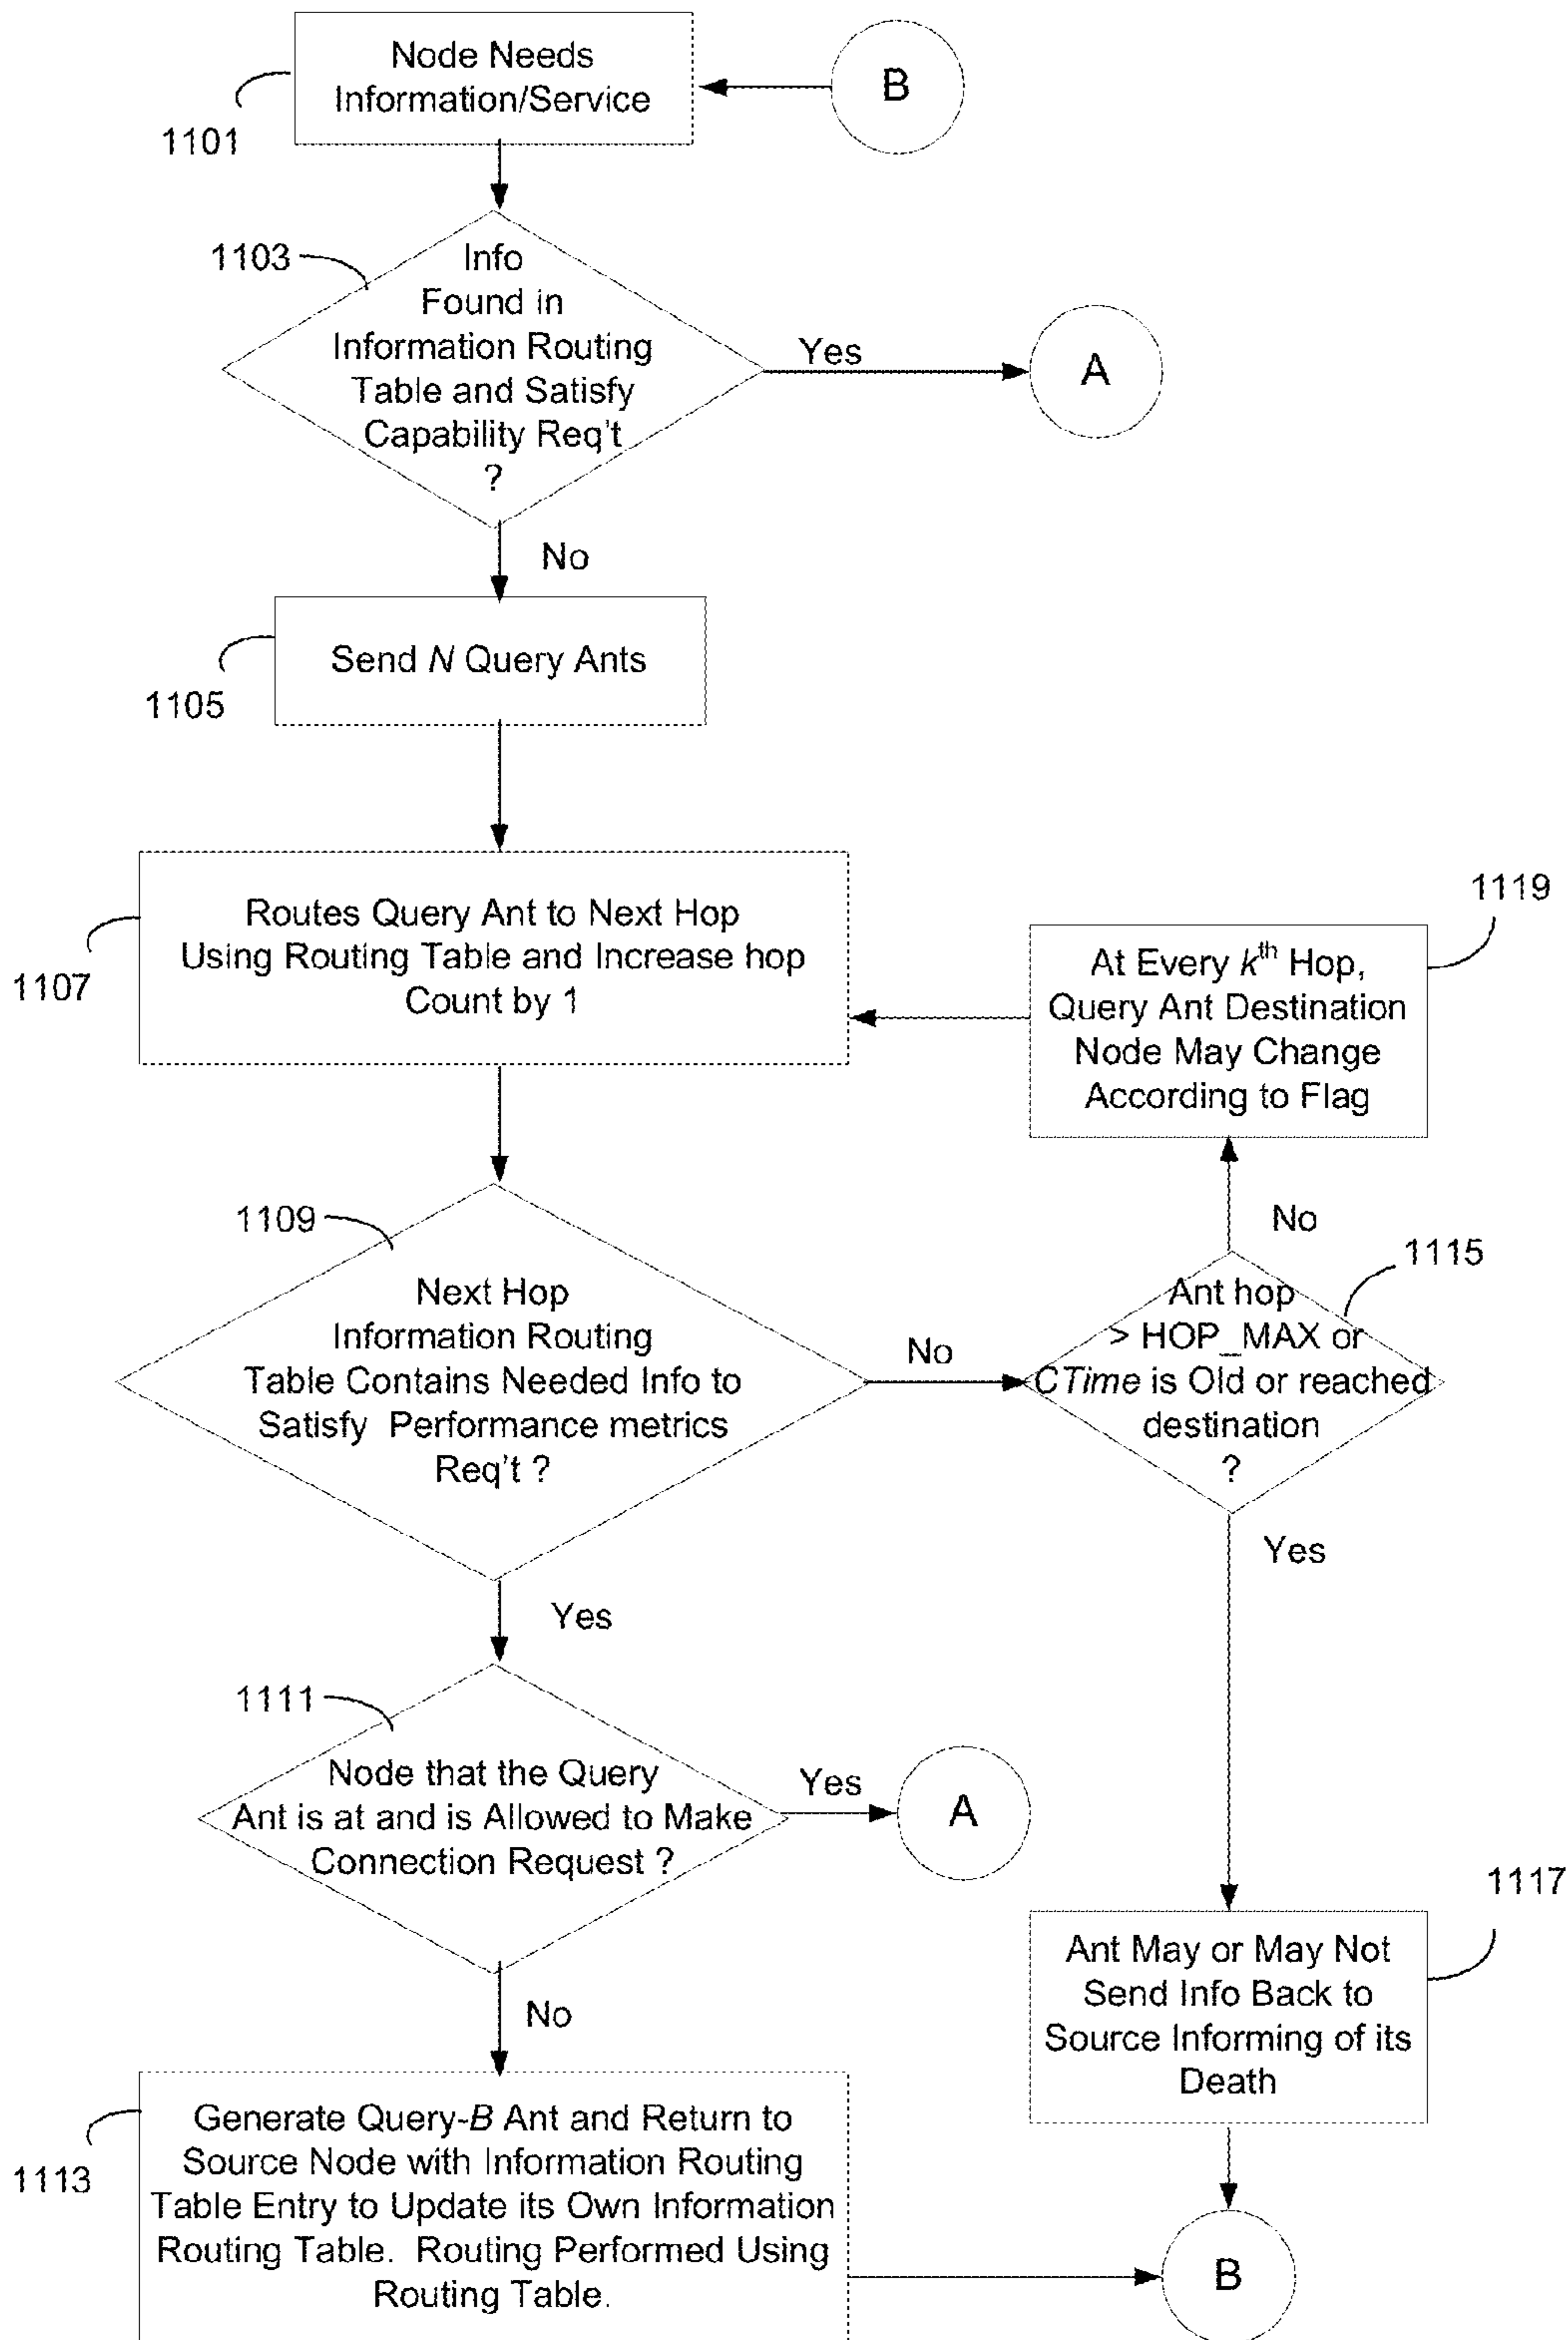 Node Needs
Information/Service
B
1101
1103
Info
Found in
Information Routing
Table and Satisfy
Capability Req't
?
Yes
A
No
Send N Query Ants
1105
Routes Query Ant to Next Hop
Using Routing Table and Increase hop
Count by 1
1107
1119
At Every kth Hop,
Query Ant Destination
Node May Change
According to Flag
1109
Next Hop
Information Routing
Table Contains Needed Info to
Satisfy Performance metrics
Req't ?
No
No
1115
Ant hop
> HOP_MAX or
CTime is Old or reached
destination
?
Yes
Yes
1111
Node that the Query
Ant is at and is Allowed to Make
Connection Request ?
Yes
A
No
1117
Ant May or May Not
Send Info Back to
Source Informing of its
Death
1113
Generate Query-B Ant and Return to
Source Node with Information Routing
Table Entry to Update its Own Information
Routing Table. Routing Performed Using
Routing Table.
B